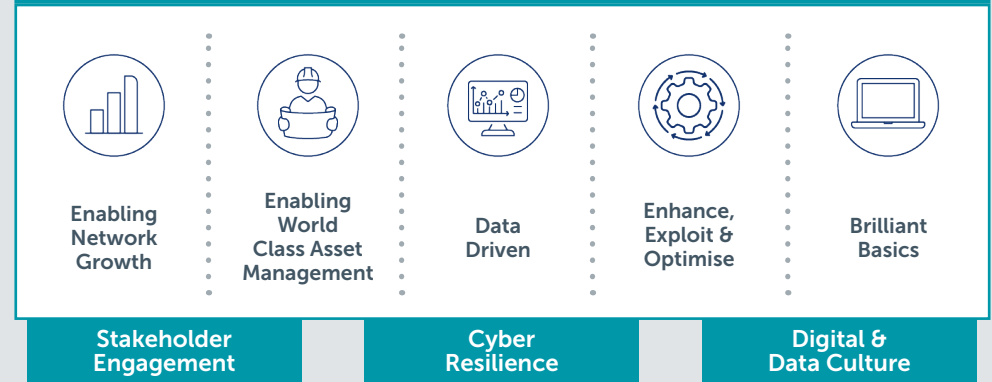 Enabling
Network
Growth
Enabling
World
Class Asset
Management
Data
Driven
Enhance,
Exploit &
Optimise
Brilliant
Basics
Stakeholder
Engagement
Cyber
Resilience
Digital &
Data Culture